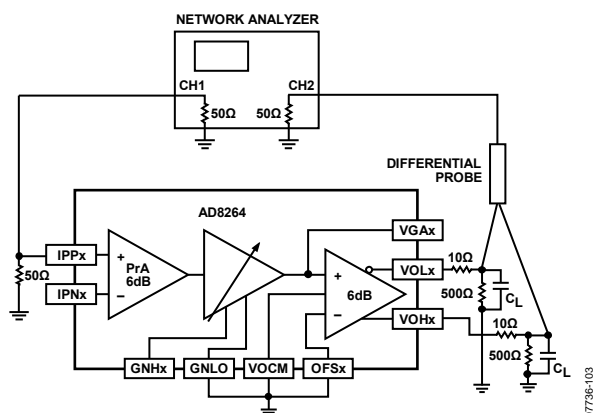 NETWORK ANALYZER
CH1
CH2
50Ω
50Ω
DIFFERENTIAL
PROBE
AD8264
IPPx
VGAx
10Ω
50Ω
+
PrA
6dB
–
+
6dB
–
VOLx
500Ω
CL
IPNx
VOHx
10Ω
500Ω
CL
GNHx
GNLO
VOCM
OFSx
7736-103